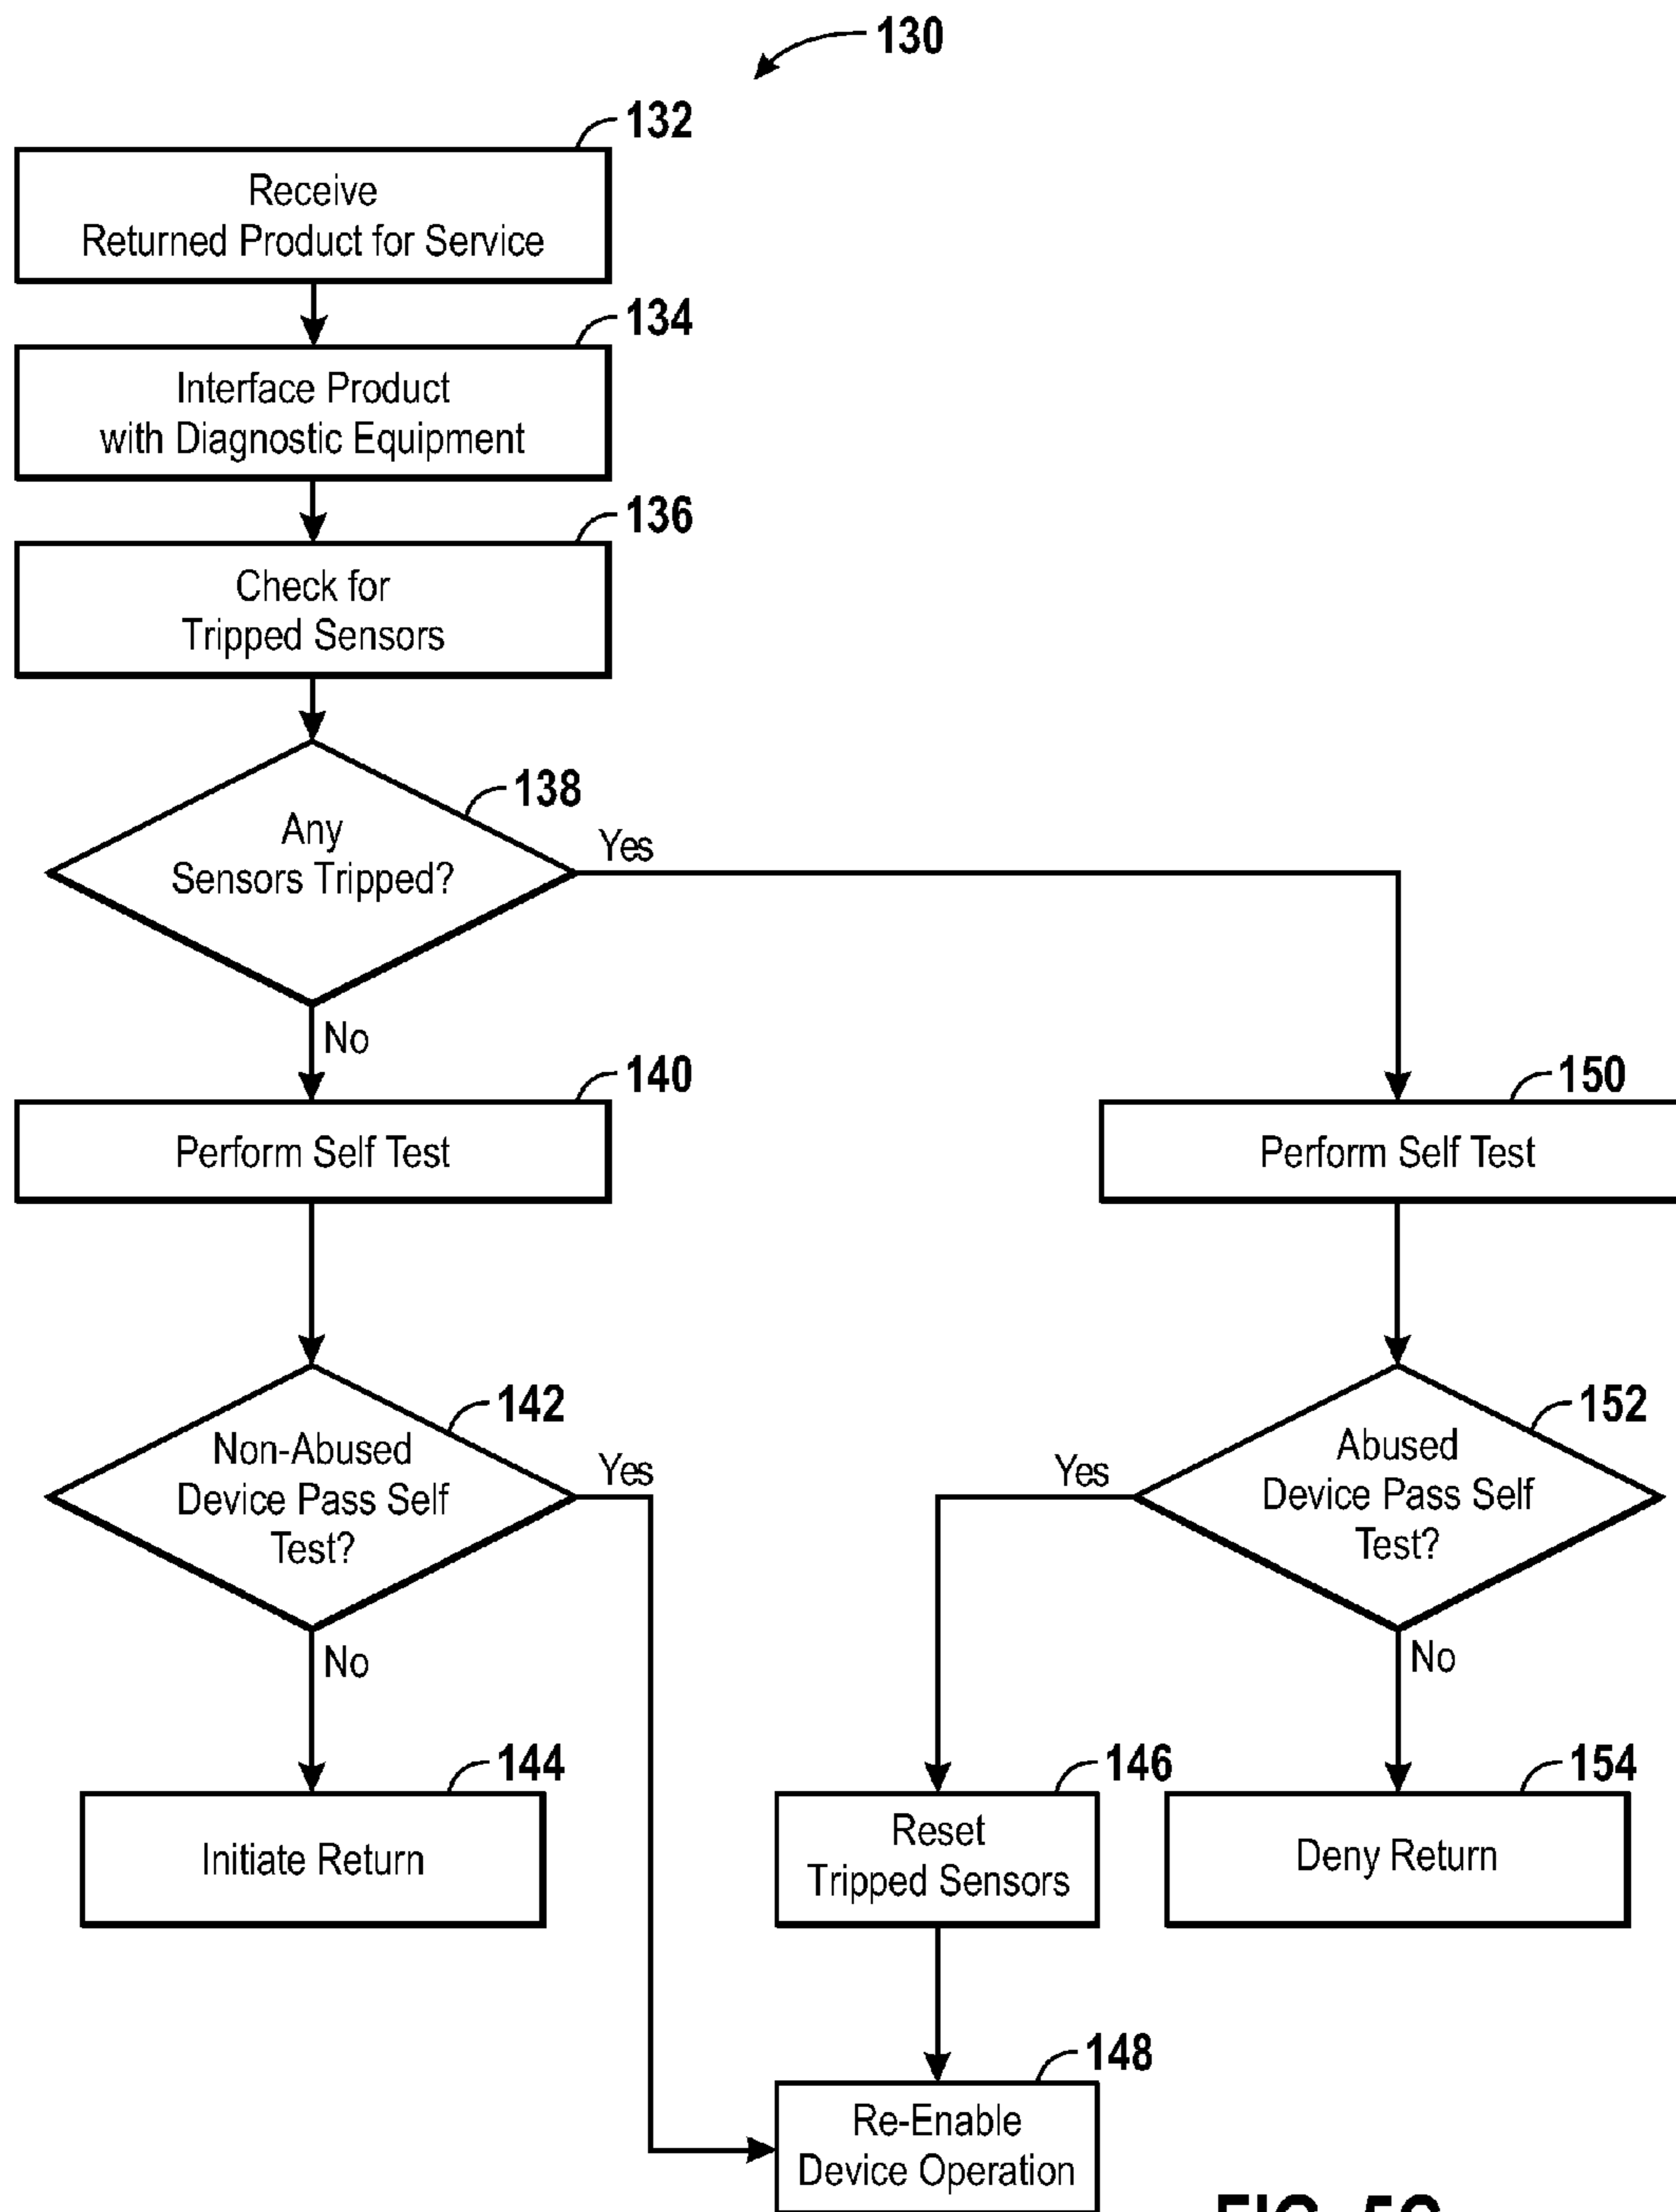 130
132
Receive
Returned Product for Service
134
Interface Product
with Diagnostic Equipment
136
Check for
Tripped Sensors
138
Any
Sensors Tripped?
Yes
No
140
Perform Self Test
150
Perform Self Test
142
Non-Abused
Device Pass Self
Test?
Yes
No
152
Abused
Device Pass Self
Test?
Yes
No
144
Initiate Return
146
Reset
Tripped Sensors
154
Deny Return
148
Re-Enable
Device Operation